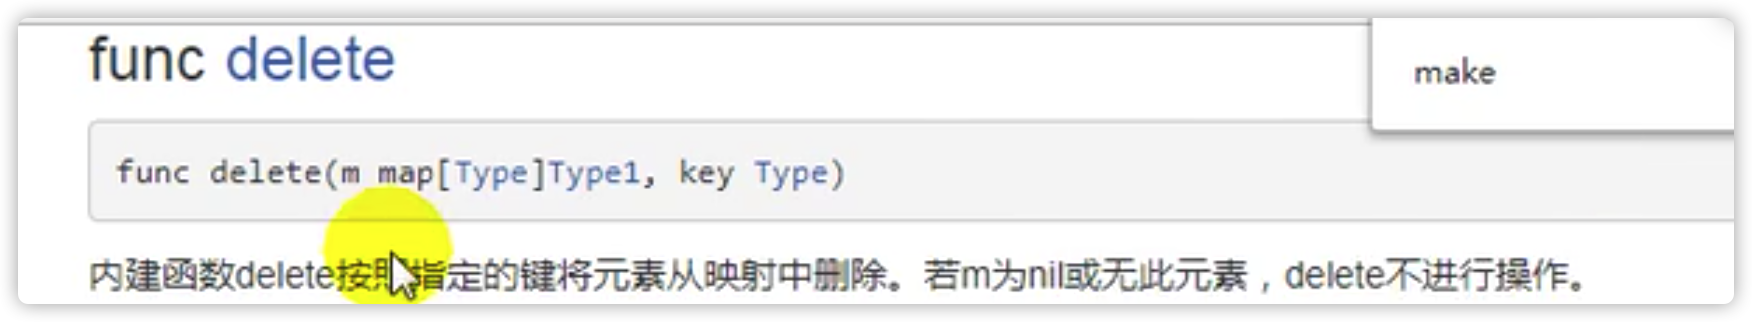 func delete
make
func delete(m map[Type]Type1, key Type)
内建函数delete按照指定的键将元素从映射中删除。若m为nil或无此元素，delete不进行操作。